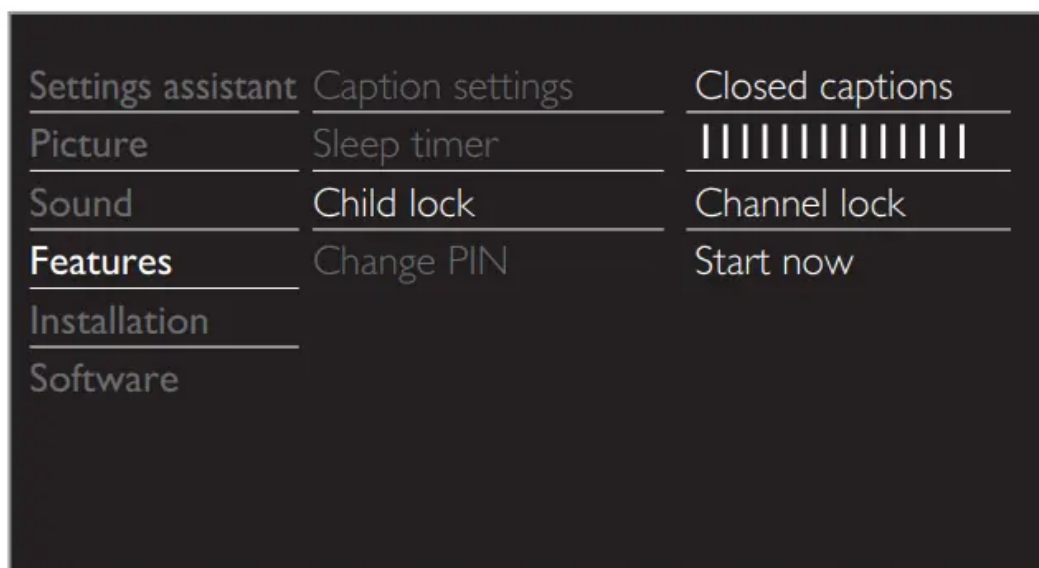 Settings assistant Caption settings Closed captions
Picture Sleep timer ||||||||||||||
Sound Child lock Channel lock
Features Change PIN Start now
Installation
Software